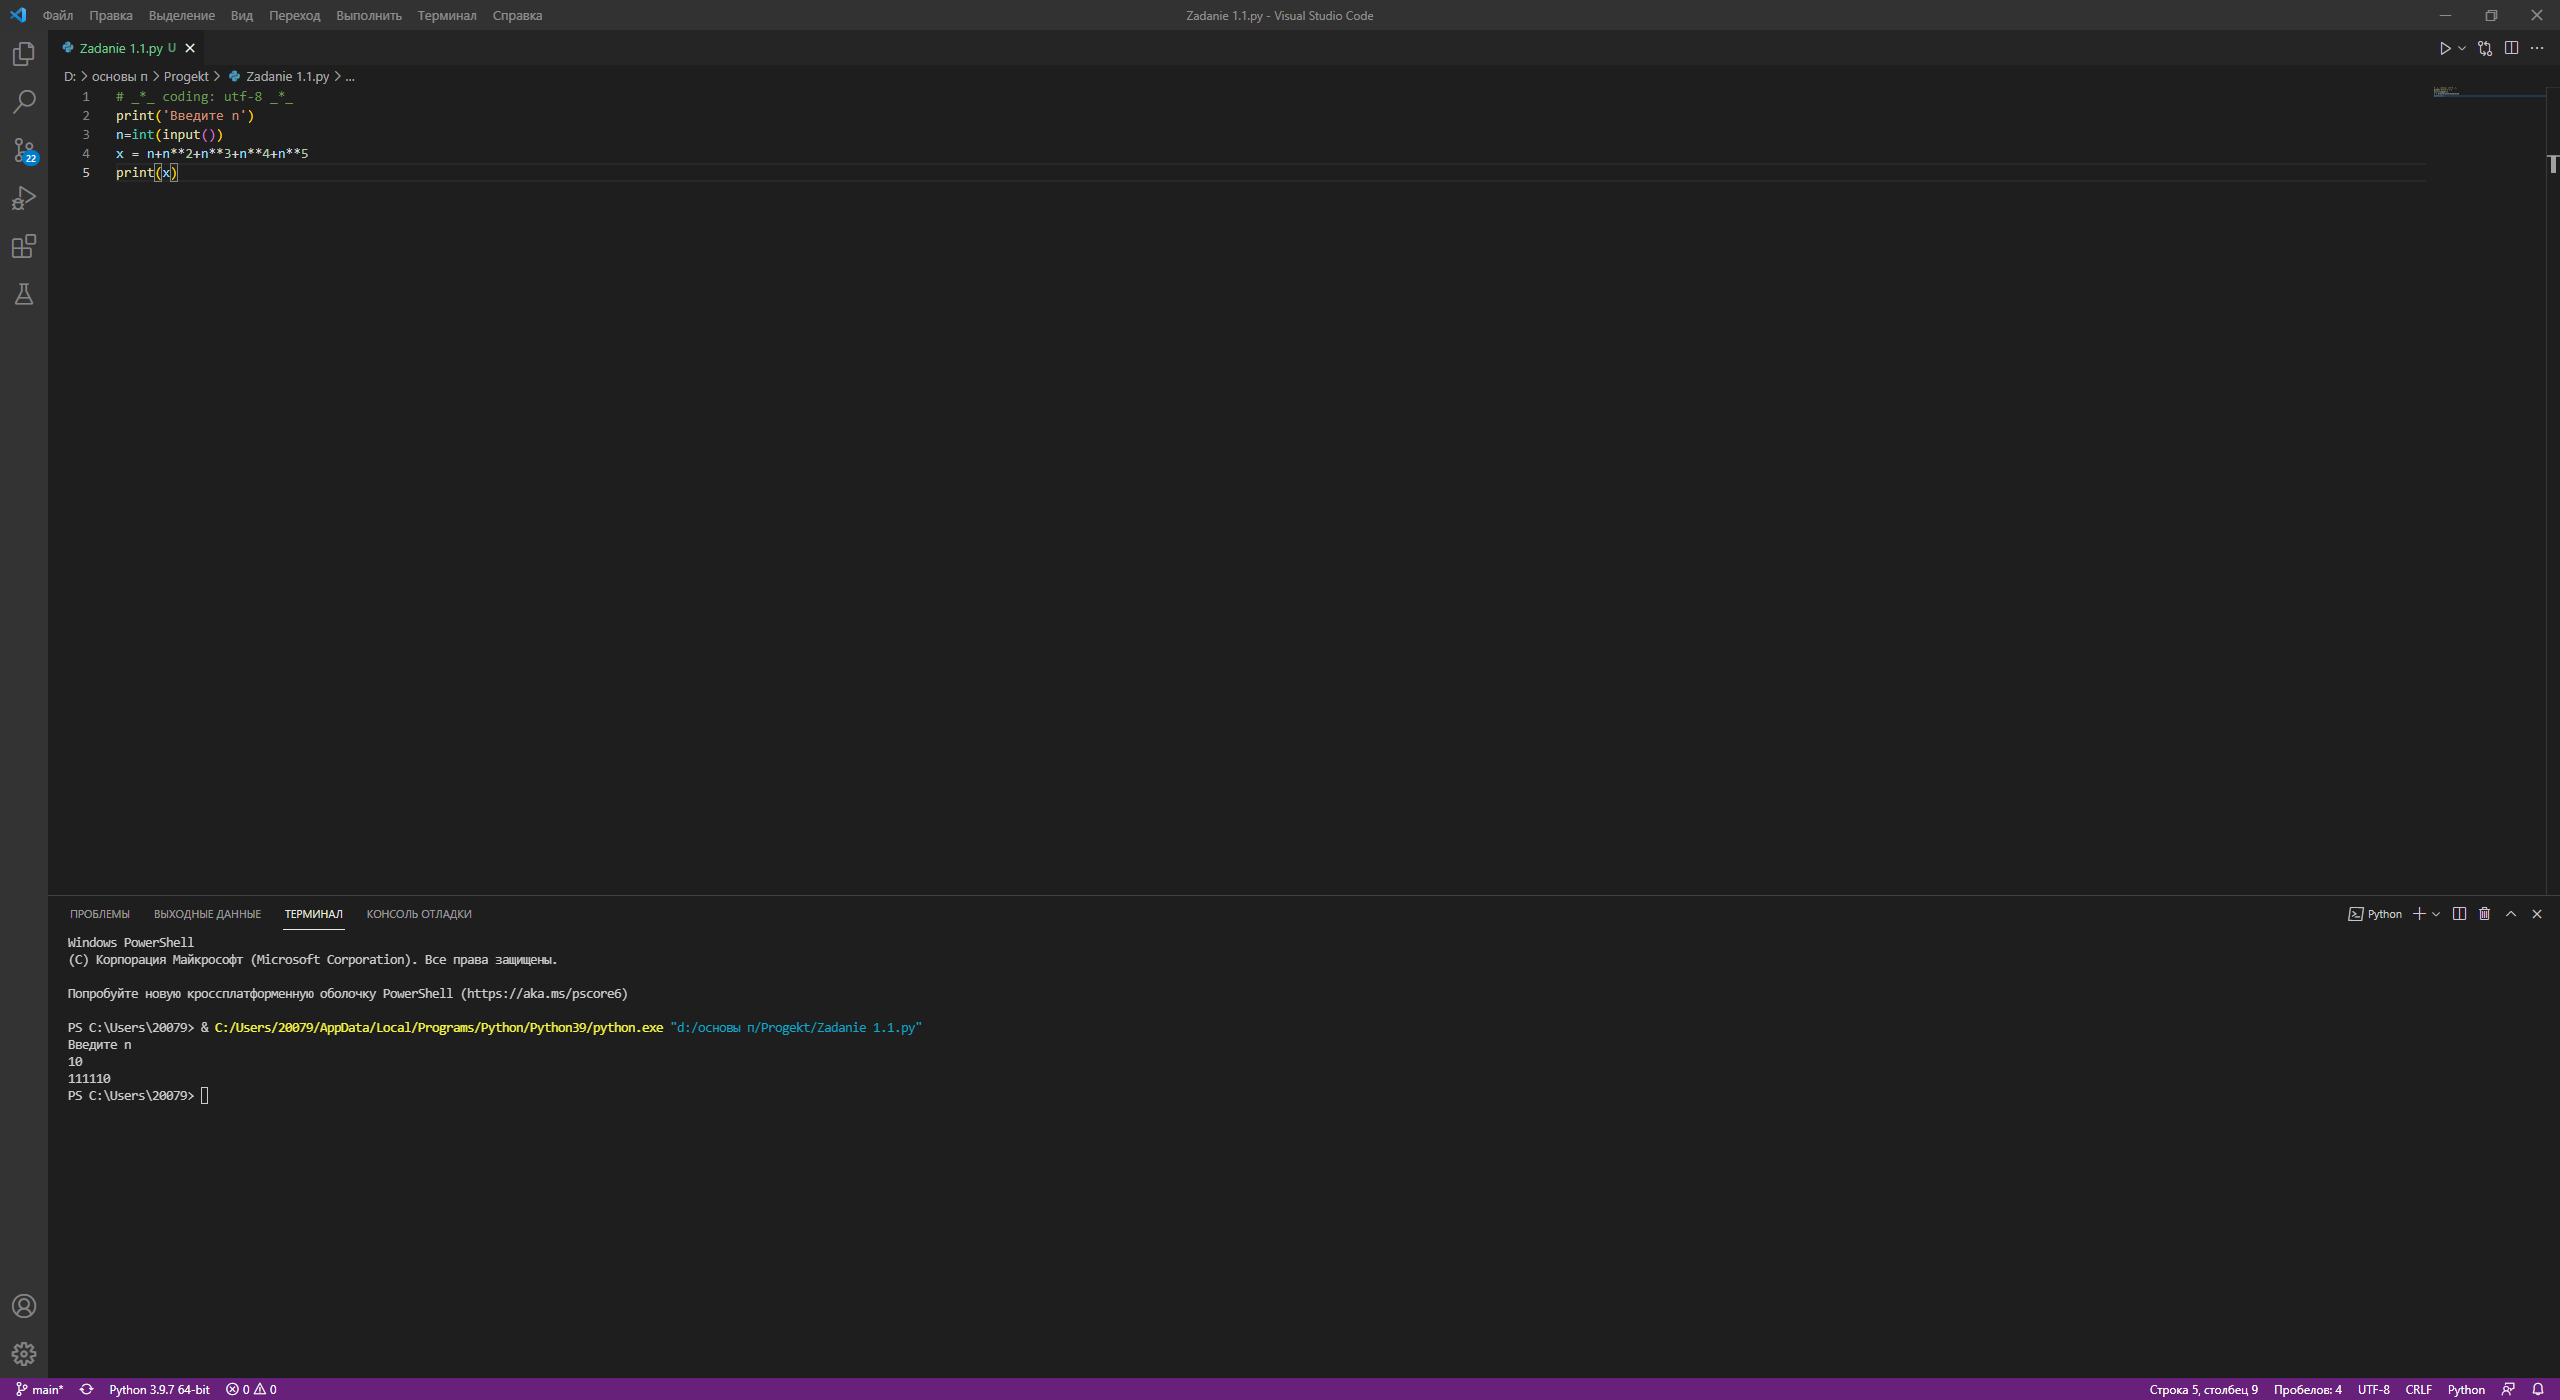 Файл Правка Выделение Вид Переход Выполнить Терминал Справка
Zadanie 1.1.py - Visual Studio Code
Zadanie 1.1.py U
D: > основы п > Progekt > Zadanie 1.1.py > ...
1 # _*_ coding: utf-8 _*_
2 print('Введите n')
3 n=int(input())
4 x = n+n**2+n**3+n**4+n**5
5 print(x)
22
ПРОБЛЕМЫ ВЫХОДНЫЕ ДАННЫЕ ТЕРМИНАЛ КОНСОЛЬ ОТЛАДКИ
Python
Windows PowerShell
(C) Корпорация Майкрософт (Microsoft Corporation). Все права защищены.
Попробуйте новую кроссплатформенную оболочку PowerShell (https://aka.ms/pscore6)
PS C:\Users\20079> & C:/Users/20079/AppData/Local/Programs/Python/Python39/python.exe "d:/основы п/Progekt/Zadanie 1.1.py"
Введите n
10
111110
PS C:\Users\20079>
main* Python 3.9.7 64-bit 0 0
Строка 5, столбец 9 Пробелов: 4 UTF-8 CRLF Python